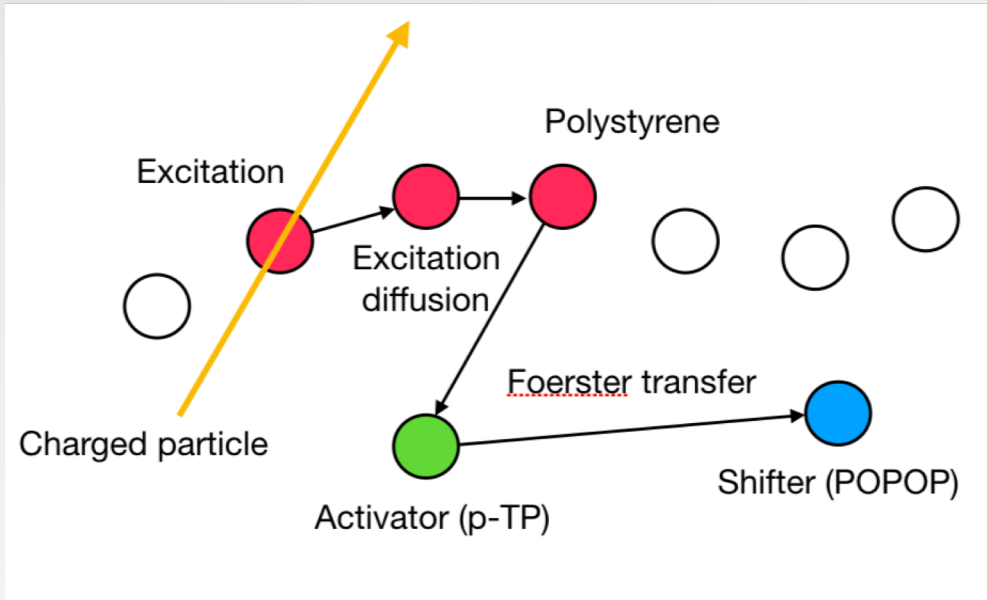 Polystyrene
Excitation
Excitation
diffusion
Foerster transfer
Charged particle
Shifter (POPOP)
Activator (p-TP)